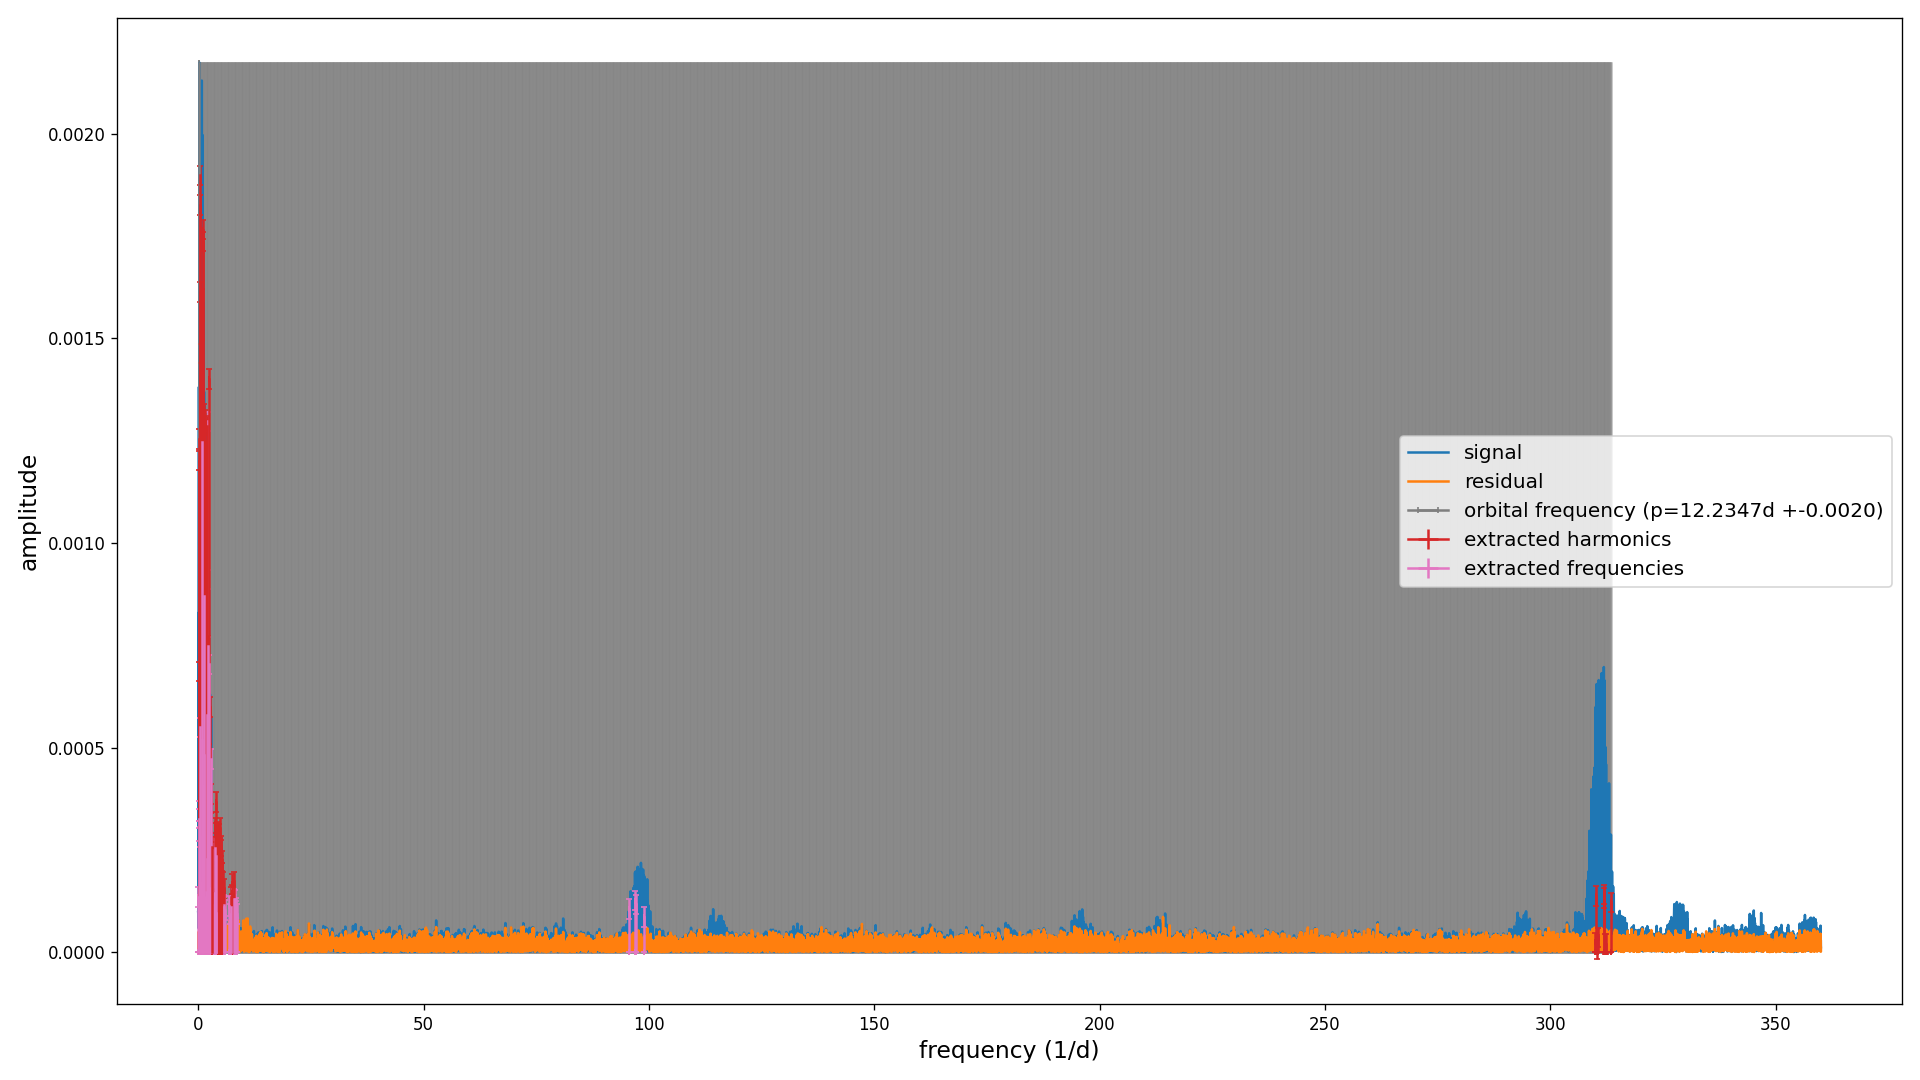 0.0020
0.0015
0.0010
0.0005
0.0000
amplitude
signal
residual
orbital frequency (p=12.2347d +-0.0020)
extracted harmonics
extracted frequencies
0 50 100 150 200 250 300 350
frequency (1/d)